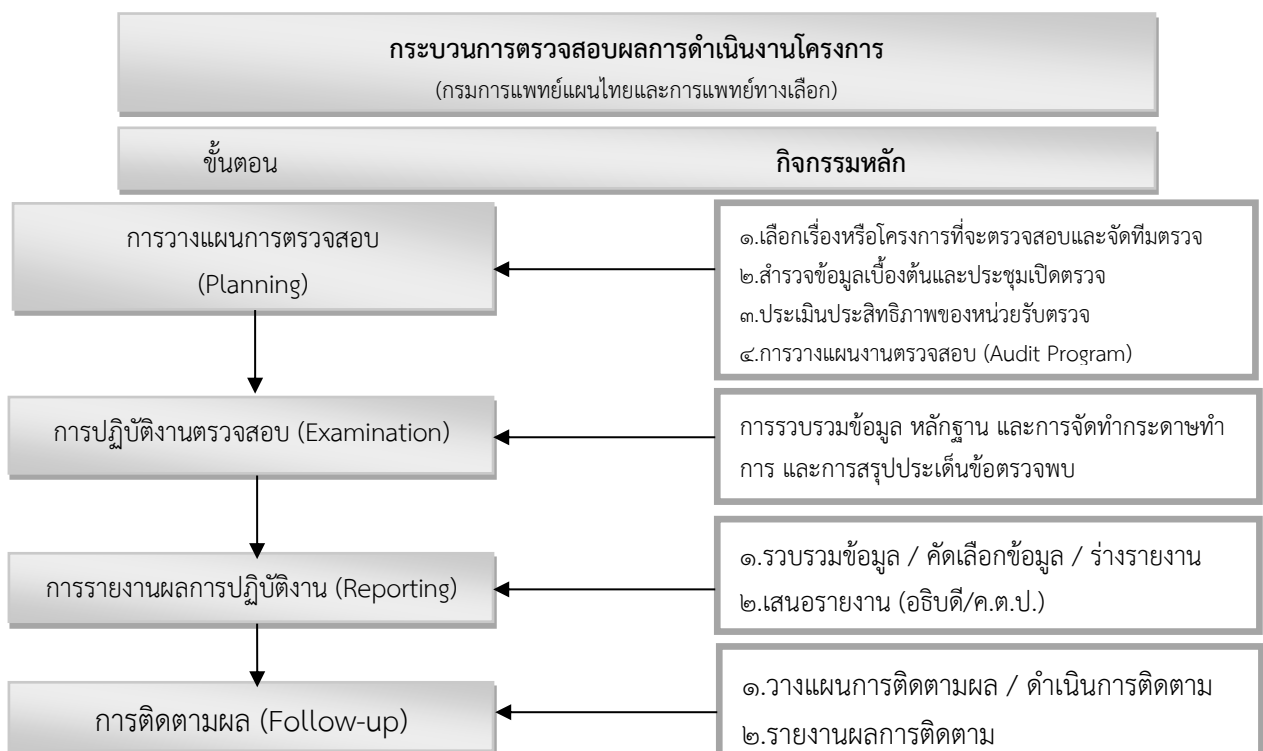 กระบวนการตรวจสอบผลการดำเนินงานโครงการ
(กรมการแพทย์แผนไทยและการแพทย์ทางเลือก)
ขั้นตอน กิจกรรมหลัก
การวางแผนการตรวจสอบ
(Planning)
๑.เลือกเรื่องหรือโครงการที่จะตรวจสอบและจัดทีมตรวจ
๒.สำรวจข้อมูลเบื้องต้นและประชุมเปิดตรวจ
๓.ประเมินประสิทธิภาพของหน่วยรับตรวจ
๔.การวางแผนงานตรวจสอบ (Audit Program)
การปฏิบัติงานตรวจสอบ (Examination)
การรวบรวมข้อมูล หลักฐาน และการจัดทำกระดาษทำ
การ และการสรุปประเด็นข้อตรวจพบ
การรายงานผลการปฏิบัติงาน (Reporting)
๑.รวบรวมข้อมูล / คัดเลือกข้อมูล / ร่างรายงาน
๒.เสนอรายงาน (อธิบดี/ค.ต.ป.)
การติดตามผล (Follow-up)
๑.วางแผนการติดตามผล / ดำเนินการติดตาม
๒.รายงานผลการติดตาม